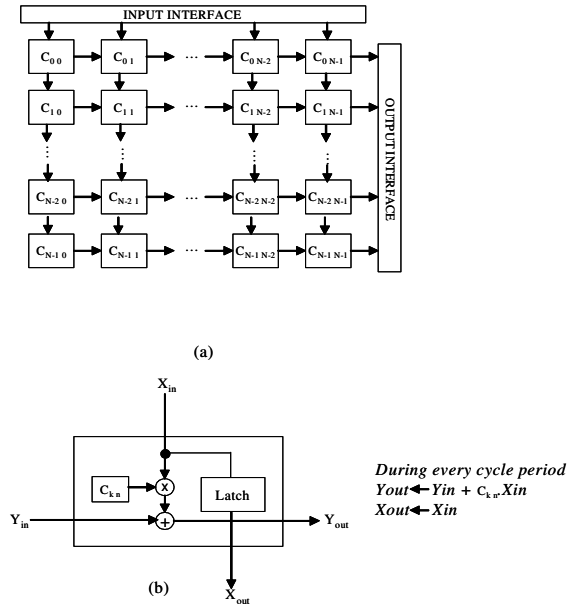 INPUT INTERFACE
C0 0 C0 1 ... C0 N-2 C0 N-1
C1 0 C1 1 ... C1 N-2 C1 N-1
CN-2 0 CN-2 1 ... CN-2 N-2 CN-2 N-1
CN-1 0 CN-1 1 ... CN-1 N-2 CN-1 N-1
OUTPUT INTERFACE
(a)
Xin
Ck n
X
Latch
Yin
+
Yout
(b)
Xout
During every cycle period
Yout←Yin + Ck n.Xin
Xout←Xin